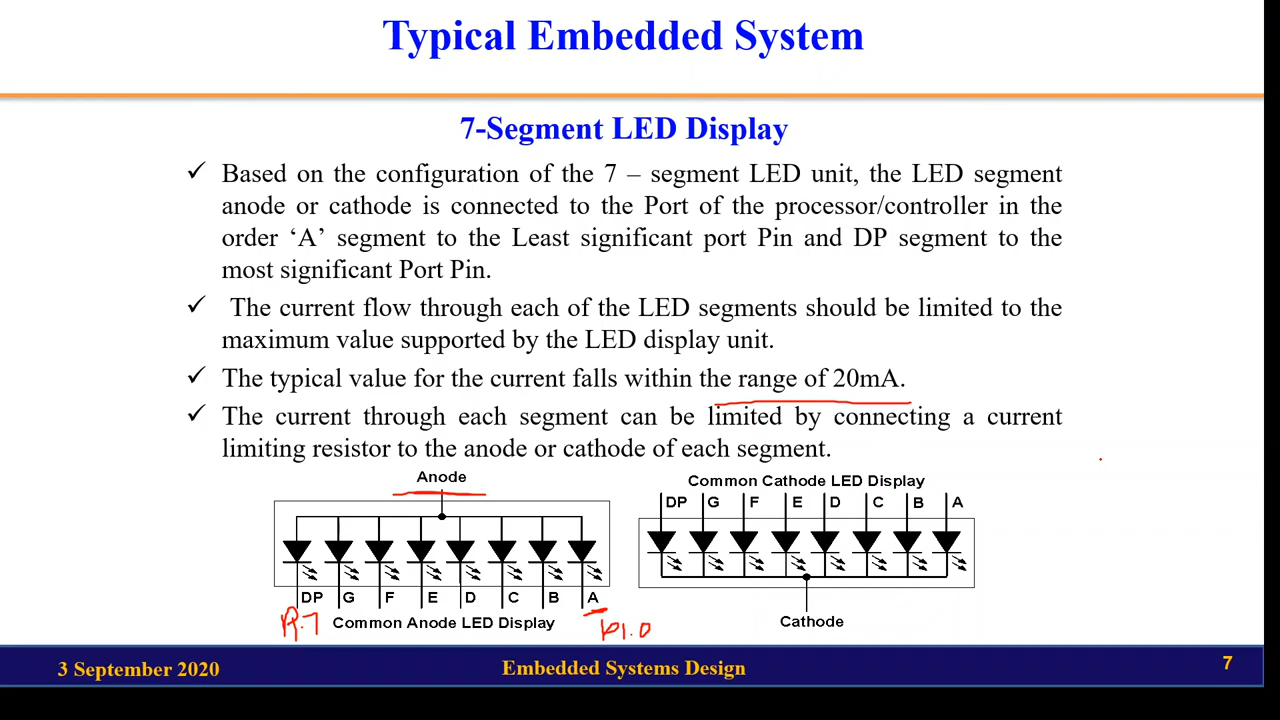 Typical Embedded System
7-Segment LED Display
✓ Based on the configuration of the 7 – segment LED unit, the LED segment
anode or cathode is connected to the Port of the processor/controller in the
order ‘A’ segment to the Least significant port Pin and DP segment to the
most significant Port Pin.
✓ The current flow through each of the LED segments should be limited to the
maximum value supported by the LED display unit.
✓ The typical value for the current falls within the range of 20mA.
✓ The current through each segment can be limited by connecting a current
limiting resistor to the anode or cathode of each segment.
Anode
DP G F E D C B A
P1.7
Common Anode LED Display
P1.0
Common Cathode LED Display
DP G F E D C B A
Cathode
3 September 2020
Embedded Systems Design
7